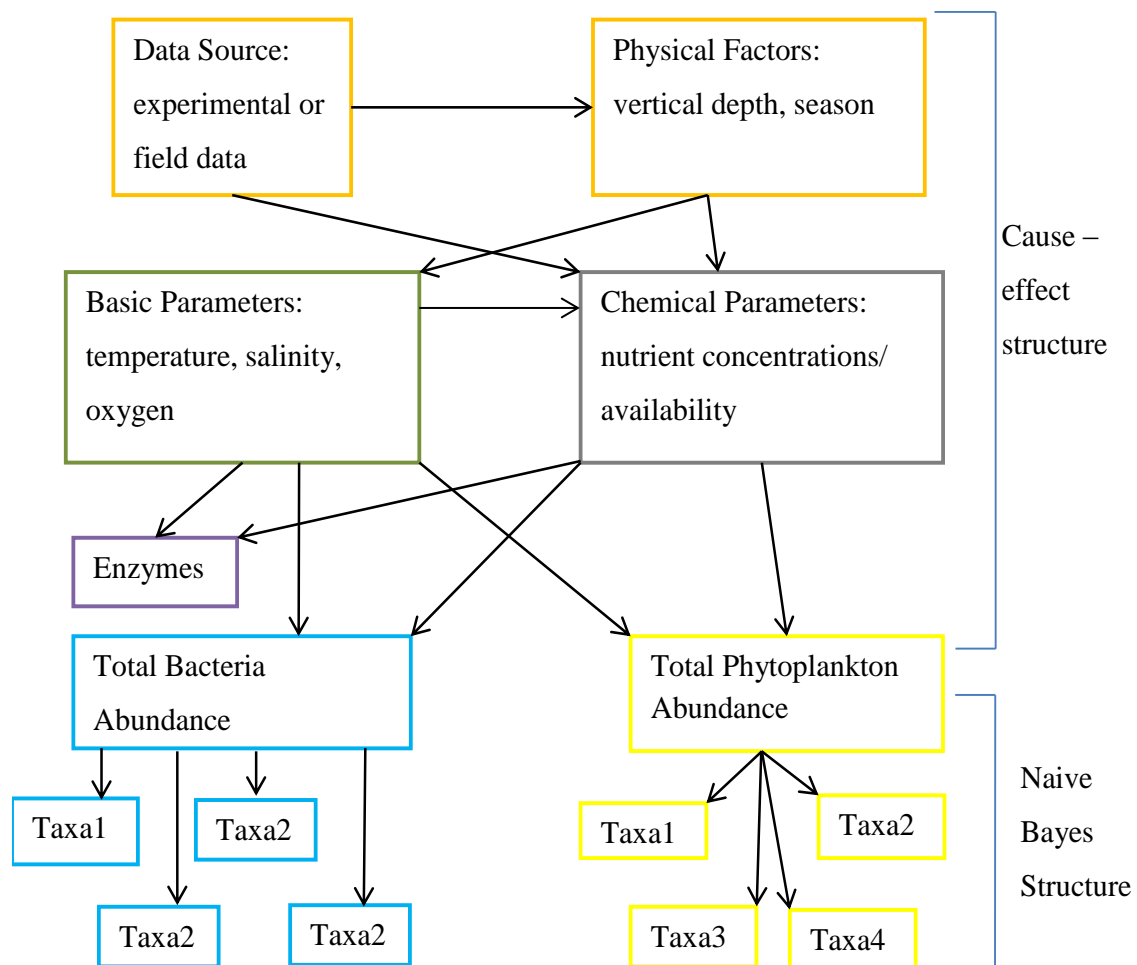 Data Source:
experimental or
field data
Physical Factors:
vertical depth, season
Cause –
effect
structure
Basic Parameters:
temperature, salinity,
oxygen
Chemical Parameters:
nutrient concentrations/
availability
Enzymes
Total Bacteria
Abundance
Total Phytoplankton
Abundance
Taxa1
Taxa2
Taxa2
Taxa2
Taxa1
Taxa2
Taxa3
Taxa4
Naive
Bayes
Structure